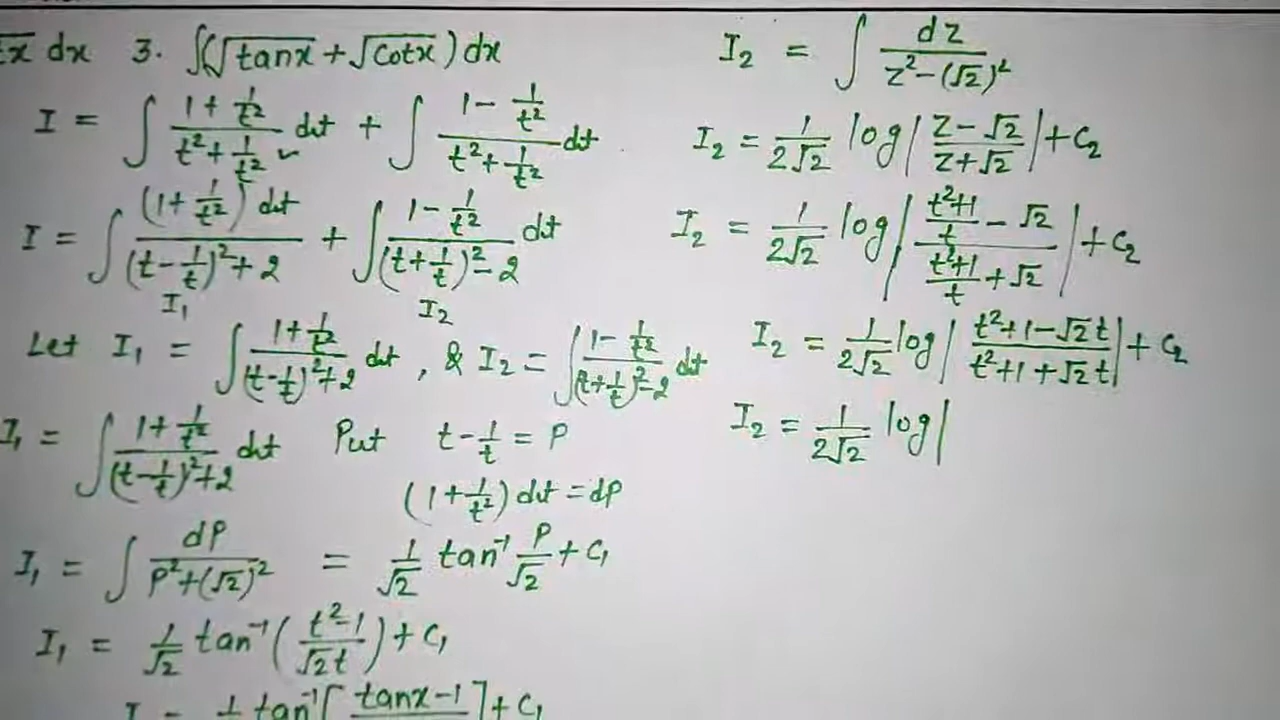 x dx 3. ∫(√tanx + √cotx) dx
I = ∫ (1 + 1/t²)/(t² + 1/t²) dt + ∫ (1 - 1/t²)/(t² + 1/t²) dt
I = ∫ (1 + 1/t²) dt/((t - 1/t)² + 2) + ∫ (1 - 1/t²)/((t + 1/t)² - 2) dt
I₁ I₂
Let I₁ = ∫ (1 + 1/t²)/((t - 1/t)² + 2) dt, & I₂ = ∫ (1 - 1/t²)/((t + 1/t)² - 2) dt
I₁ = ∫ (1 + 1/t²)/((t - 1/t)² + 2) dt Put t - 1/t = P
(1 + 1/t²) dt = dP
I₁ = ∫ dP/(P² + (√2)²) = 1/√2 tan⁻¹ P/√2 + C₁
I₁ = 1/√2 tan⁻¹ ((t² - 1)/(√2 t)) + C₁
tan⁻¹ [ tanx - 1 ] + C₁
I₂ = ∫ dz/(z² - (√2)²)
I₂ = 1/(2√2) log| (z - √2)/(z + √2) | + C₂
I₂ = 1/(2√2) log| ((t² + 1)/t - √2)/((t² + 1)/t + √2) | + C₂
I₂ = 1/(2√2) log| (t² + 1 - √2 t)/(t² + 1 + √2 t) | + C₂
I₂ = 1/(2√2) log|